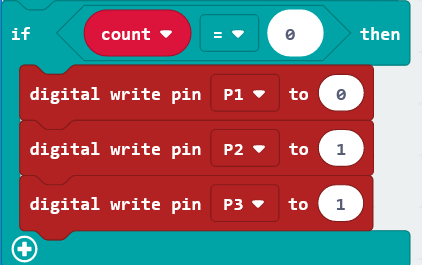 if count = 0 then
digital write pin P1 to 0
digital write pin P2 to 1
digital write pin P3 to 1